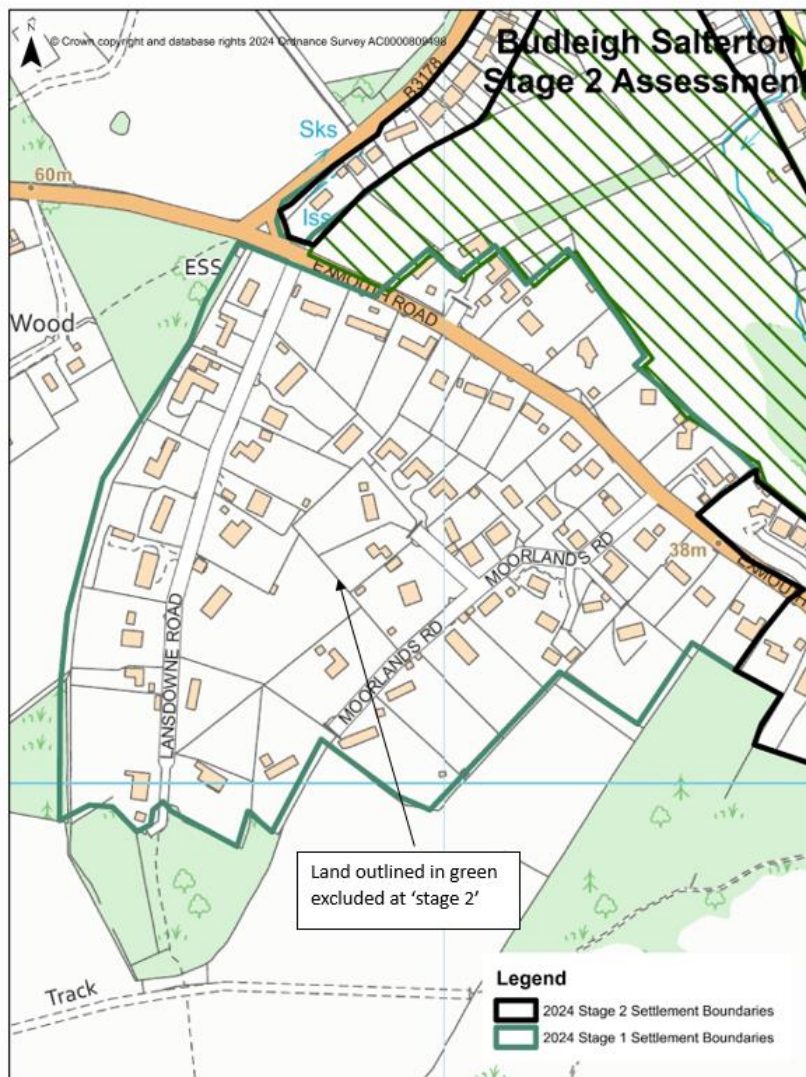 N
© Crown copyright and database rights 2024 Ordnance Survey AC0000809498
Budleigh Salterton
Stage 2 Assessment
B3178
Sks
60m
Iss
ESS
EXMOUTH ROAD
Wood
38m
EXMOUTH
MOORLANDS RD
LANSDOWNE ROAD
MOORLANDS RD
Land outlined in green
excluded at ‘stage 2’
Track
Legend
2024 Stage 2 Settlement Boundaries
2024 Stage 1 Settlement Boundaries